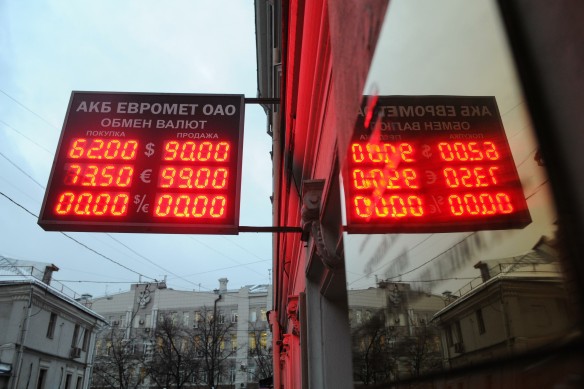 АКБ ЕВРОМЕТ ОАО
ОБМЕН ВАЛЮТ
ПОКУПКА ПРОДАЖА
62.00 $ 90.00
73.50 € 99.00
00.00 $/€ 00.00